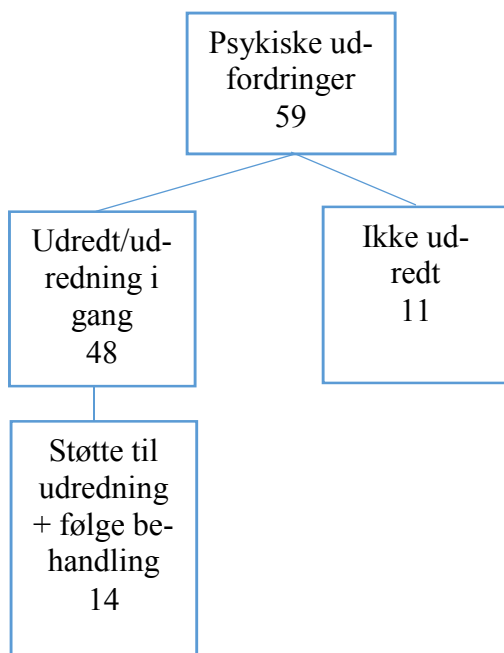 Psykiske ud-
fordringer
59
Udredt/ud-
redning i
gang
48
Ikke ud-
redt
11
Støtte til
udredning
+ følge be-
handling
14